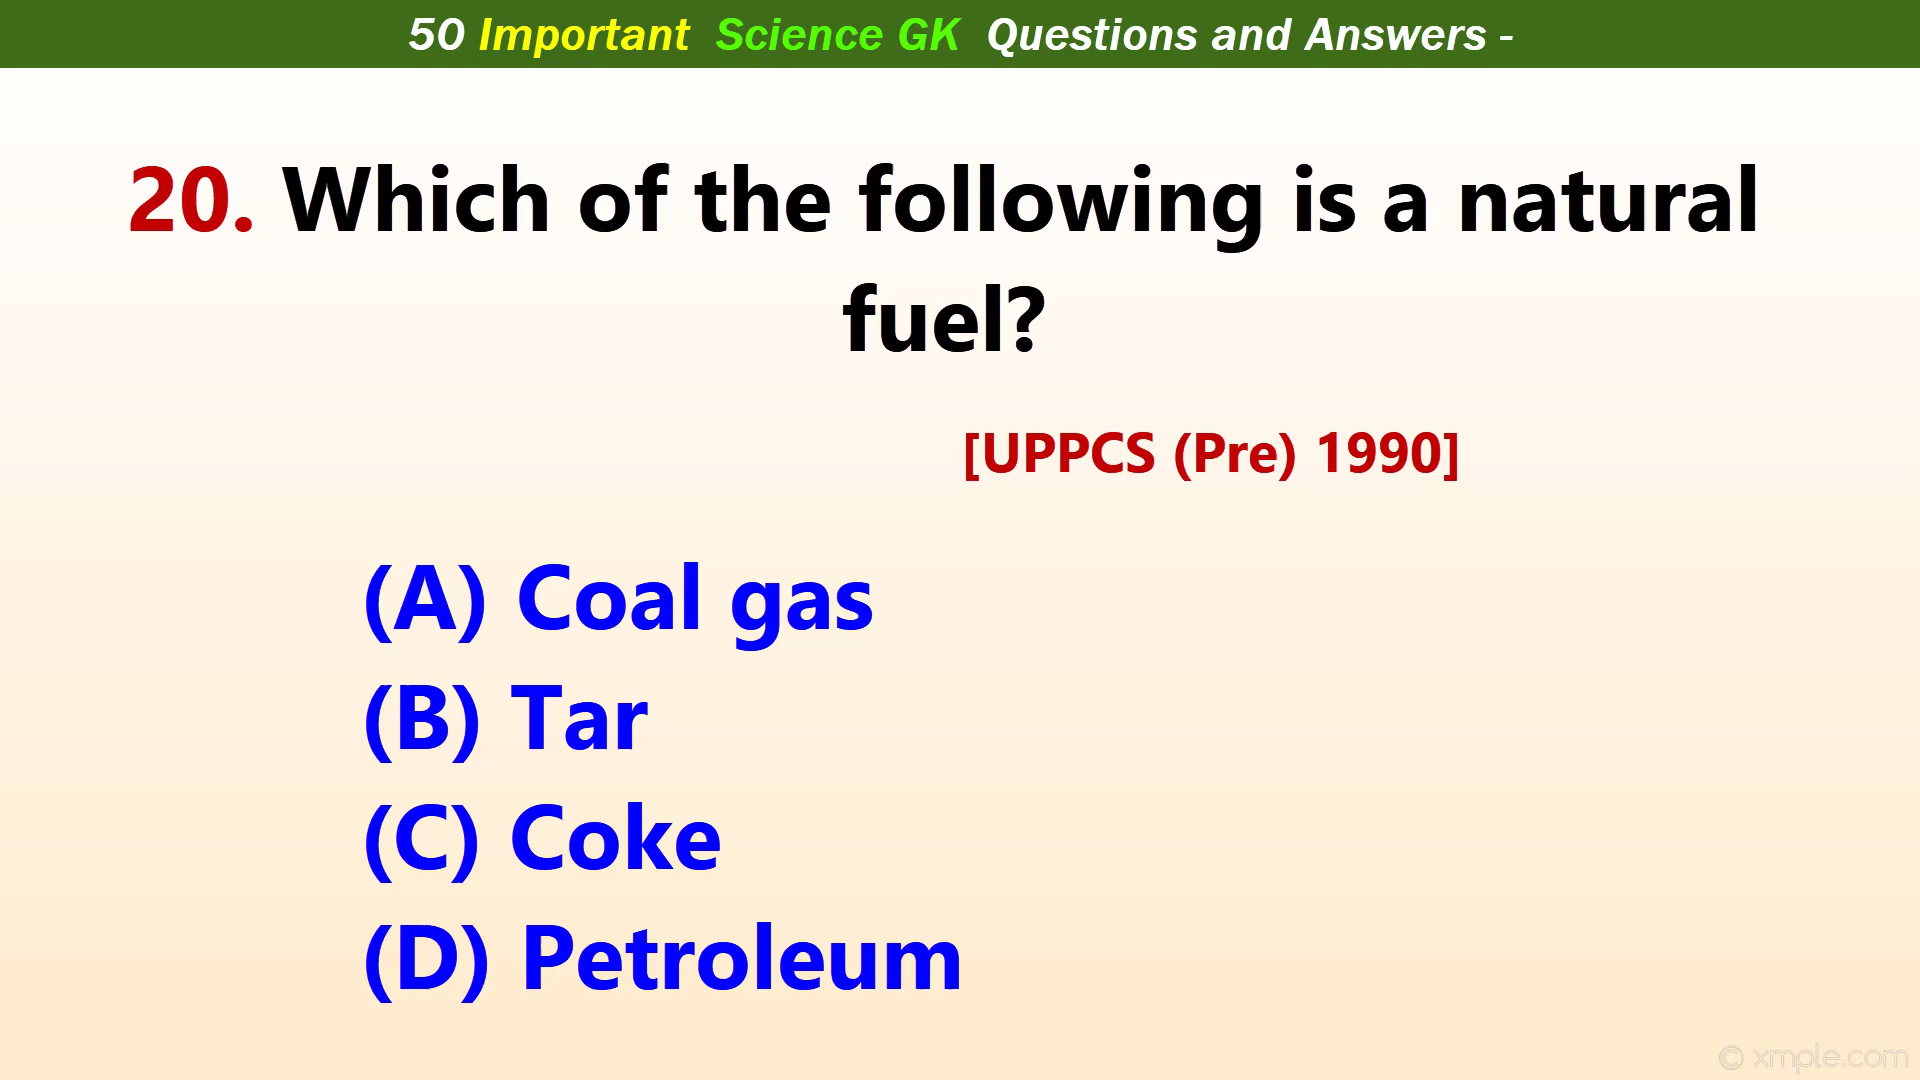 50 Important Science GK Questions and Answers -
20. Which of the following is a natural
fuel?
[UPPCS (Pre) 1990]
(A) Coal gas
(B) Tar
(C) Coke
(D) Petroleum
© xmple.com